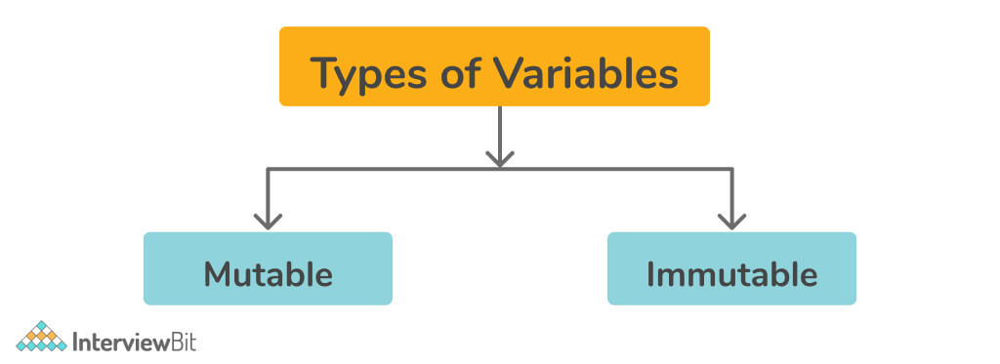 Types of Variables
Mutable
Immutable
InterviewBit